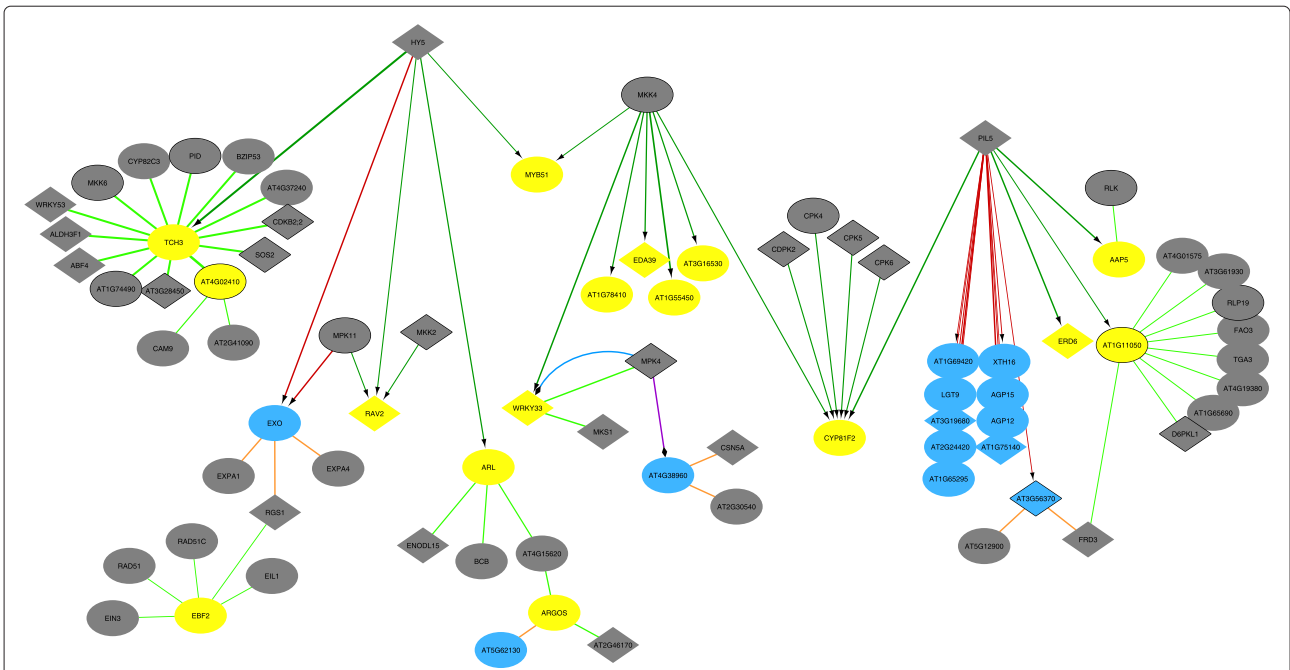 HY5
MKK4
PIL5
CYP82C3
PID
BZIP53
MKK6
AT4G37240
WRKY53
CDKB2;2
ALDH3F1
TCH3
SOS2
ABF4
AT1G74490
AT3G28450
AT4G02410
CAM9
AT2G41090
MYB51
EDA39
AT3G16530
AT1G78410
AT1G55450
RLK
CPK4
CDPK2
CPK5
CPK6
AAP5
AT4G01575
AT3G61930
RLP19
FAO3
TGA3
AT4G19380
AT1G65690
D6PKL1
AT1G11050
ERD6
MPK11
MKK2
MPK4
AT1G69420
XTH16
LGT9
AGP15
AT3G19680
AGP12
AT2G24420
AT1G75140
AT1G65295
EXO
RAV2
WRKY33
MKS1
CYP81F2
EXPA1
EXPA4
RGS1
ARL
AT4G38960
CSN5A
AT2G30540
AT3G56370
AT5G12900
FRD3
RAD51C
RAD51
EIL1
EIN3
EBF2
ENODL15
BCB
AT4G15620
ARGOS
AT5G62130
AT2G46170